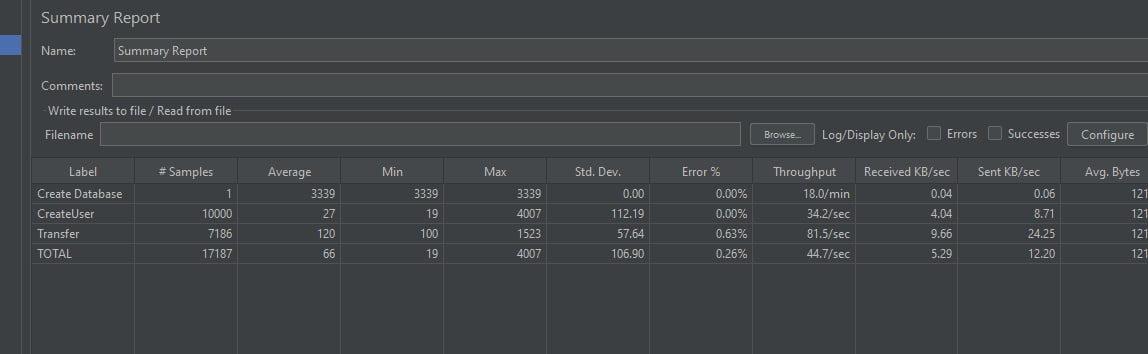 Summary Report
Name: Summary Report
Comments:
Write results to file / Read from file
Filename Browse... Log/Display Only: Errors Successes Configure
Label # Samples Average Min Max Std. Dev. Error % Throughput Received KB/sec Sent KB/sec Avg. Bytes
Create Database 1 3339 3339 3339 0.00 0.00% 18.0/min 0.04 0.06 121
CreateUser 10000 27 19 4007 112.19 0.00% 34.2/sec 4.04 8.71 121
Transfer 7186 120 100 1523 57.64 0.63% 81.5/sec 9.66 24.25 121
TOTAL 17187 66 19 4007 106.90 0.26% 44.7/sec 5.29 12.20 121